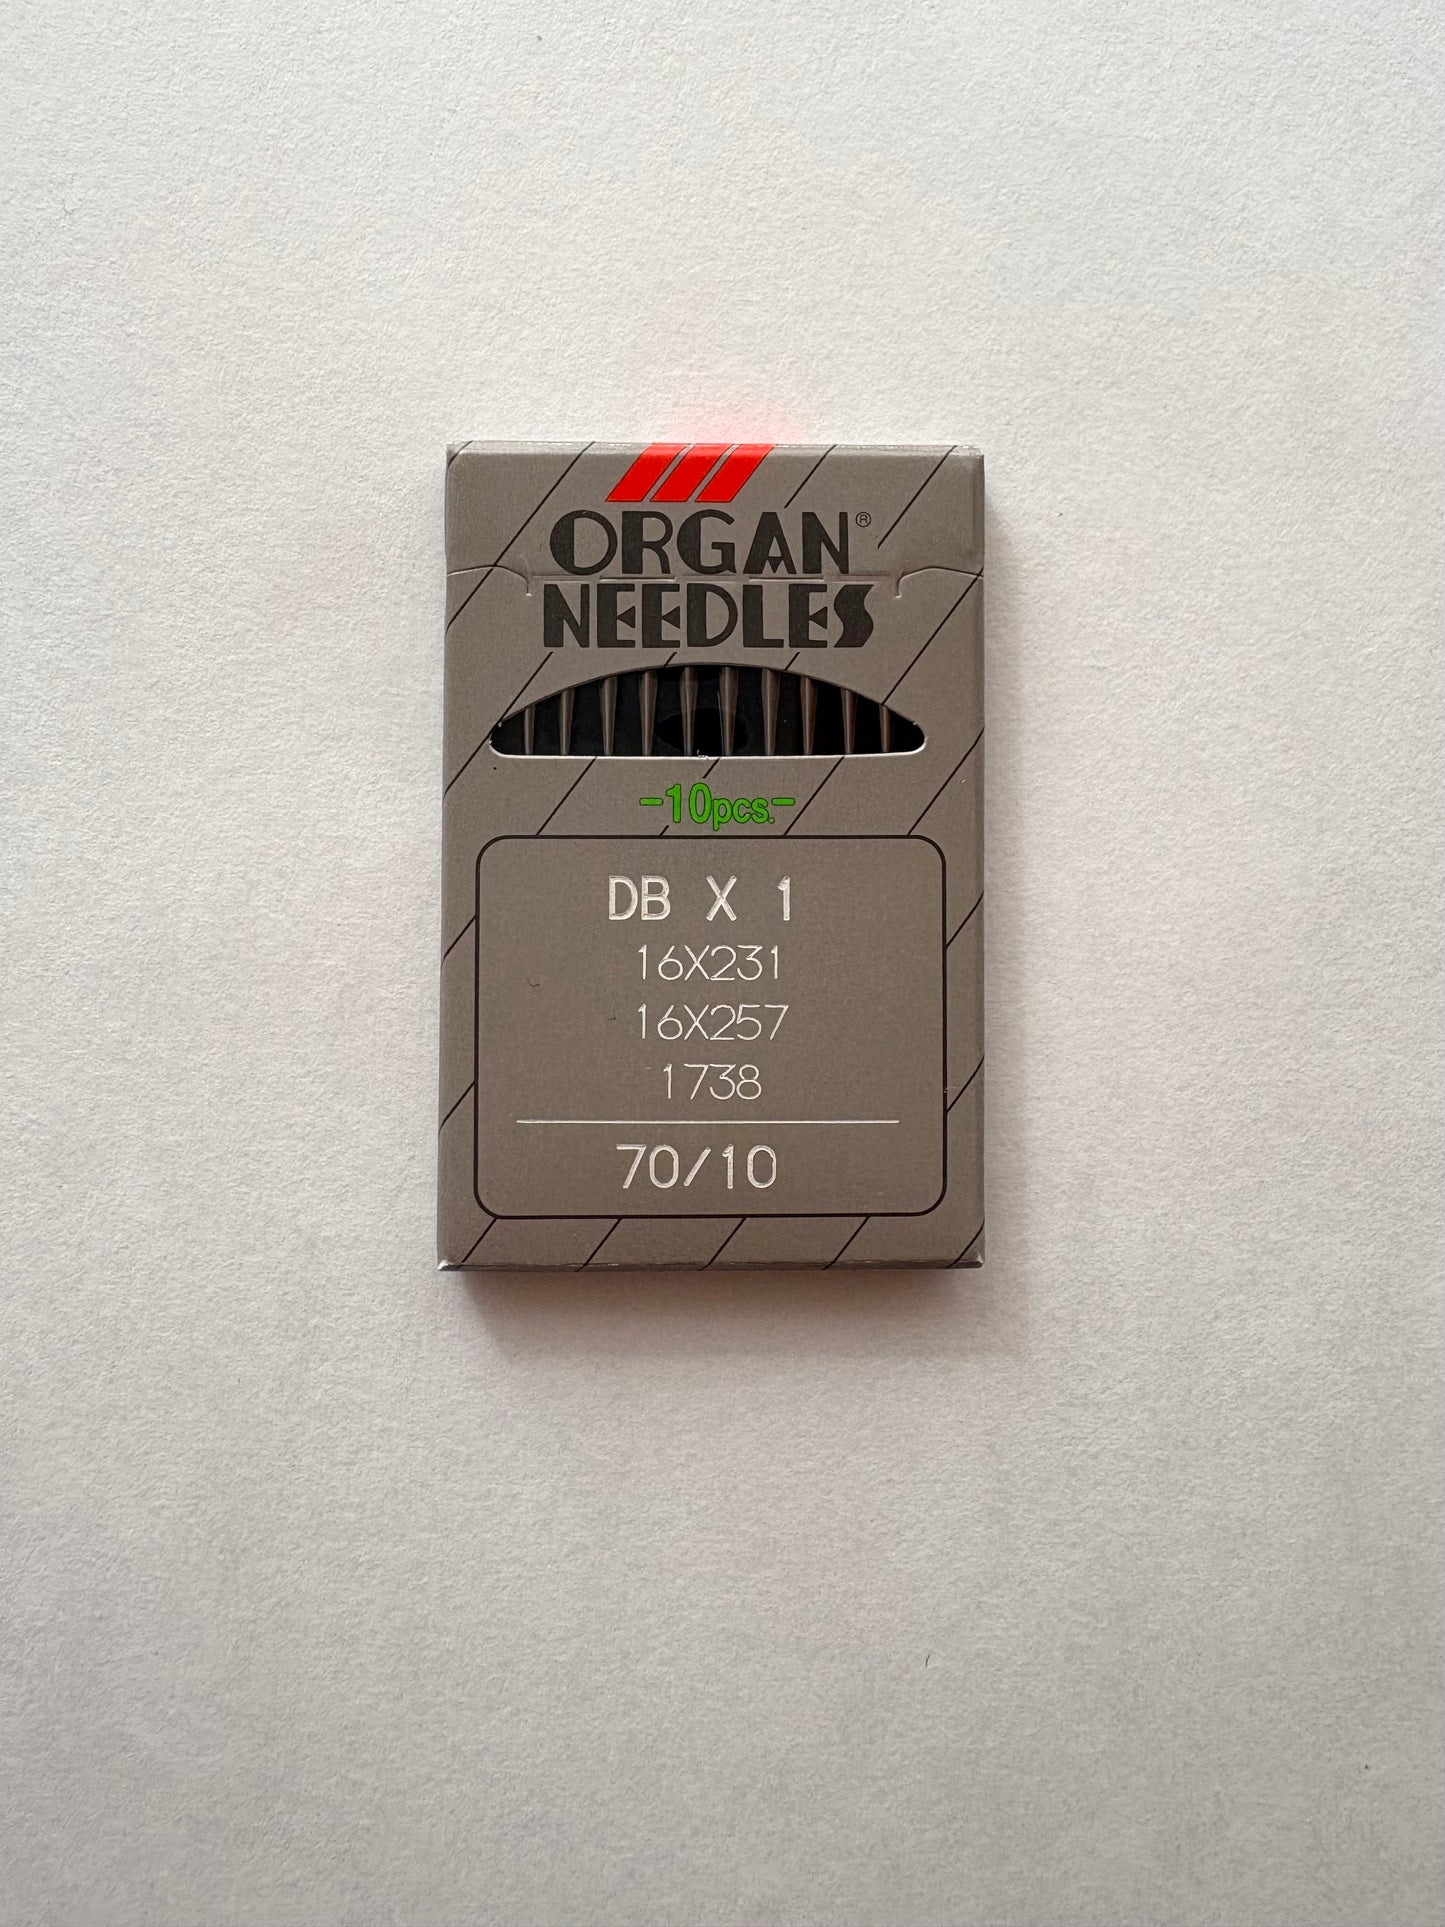 ORGAN®
NEEDLES
-10pcs.-
DB X 1
16X231
16X257
1738
70/10